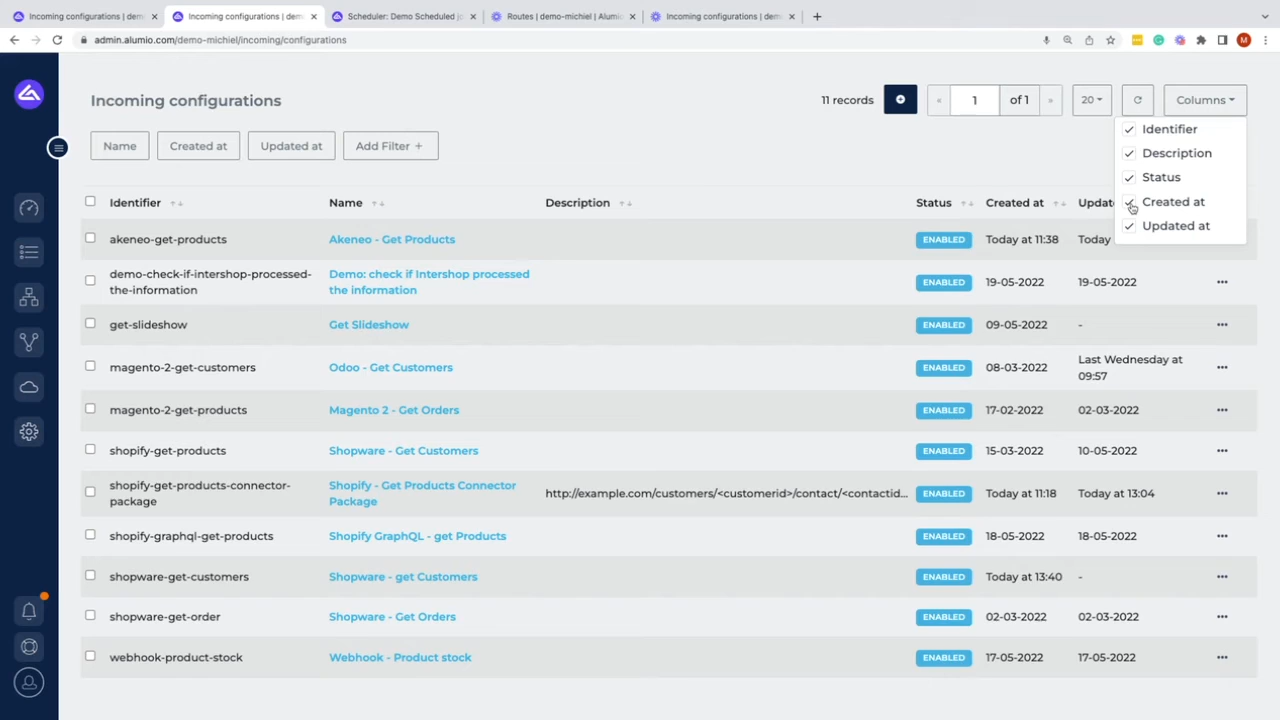 Incoming configurations | demo
Incoming configurations | demo
Scheduler: Demo Scheduled jo
Routes | demo-michiel | Alumio
Incoming configurations | demo
admin.alumio.com/demo-michiel/incoming/configurations
M
Incoming configurations
11 records
«
1
of 1
»
20
Columns
Name
Created at
Updated at
Add Filter +
Identifier
Description
Status
Created at
Updated at
Identifier
Name
Description
Status
Created at
Update
akeneo-get-products
Akeneo - Get Products
ENABLED
Today at 11:38
Today
demo-check-if-intershop-processed-
the-information
Demo: check if Intershop processed
the information
ENABLED
19-05-2022
19-05-2022
get-slideshow
Get Slideshow
ENABLED
09-05-2022
-
magento-2-get-customers
Odoo - Get Customers
ENABLED
08-03-2022
Last Wednesday at
09:57
magento-2-get-products
Magento 2 - Get Orders
ENABLED
17-02-2022
02-03-2022
shopify-get-products
Shopware - Get Customers
ENABLED
15-03-2022
10-05-2022
shopify-get-products-connector-
package
Shopify - Get Products Connector
Package
http://example.com/customers/<customerid>/contact/<contactid...
ENABLED
Today at 11:18
Today at 13:04
shopify-graphql-get-products
Shopify GraphQL - get Products
ENABLED
18-05-2022
18-05-2022
shopware-get-customers
Shopware - get Customers
ENABLED
Today at 13:40
-
shopware-get-order
Shopware - Get Orders
ENABLED
02-03-2022
02-03-2022
webhook-product-stock
Webhook - Product stock
ENABLED
17-05-2022
17-05-2022